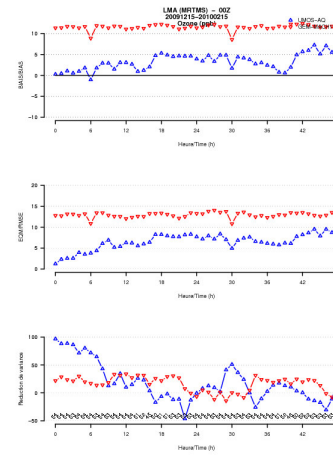 LMA (MRTMS) - 00Z
20091215-20100215
Ozone (ppb)
BIAIS/BIAS
10
5
0
-5
-10
0 6 12 18 24 30 36 42
Heure/Time (h)
EQM/RMSE
20
15
10
5
0
0 6 12 18 24 30 36 42
Heure/Time (h)
Reduction de variance
100
50
0
-50
0 6 12 18 24 30 36 42
Heure/Time (h)